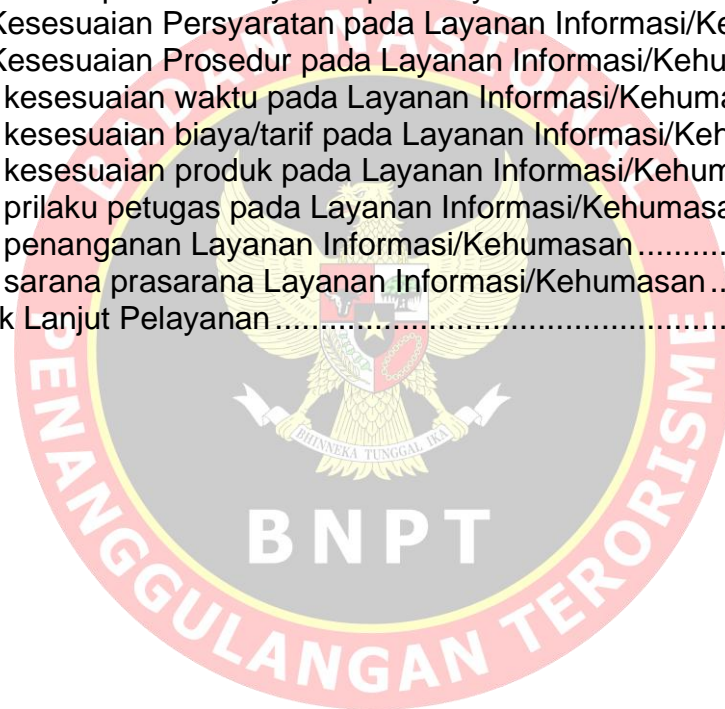 Kesesuaian Persyaratan pada Layanan Informasi/Ke
Kesesuaian Prosedur pada Layanan Informasi/Kehu
kesesuaian waktu pada Layanan Informasi/Kehuma
kesesuaian biaya/tarif pada Layanan Informasi/Keh
kesesuaian produk pada Layanan Informasi/Kehum
prilaku petugas pada Layanan Informasi/Kehumasa
penanganan Layanan Informasi/Kehumasan..........
sarana prasarana Layanan Informasi/Kehumasan..
k Lanjut Pelayanan................................................
BADAN NASIONAL
PENANGGULANGAN TERORISME
BHINNEKA TUNGGAL IKA
BNPT